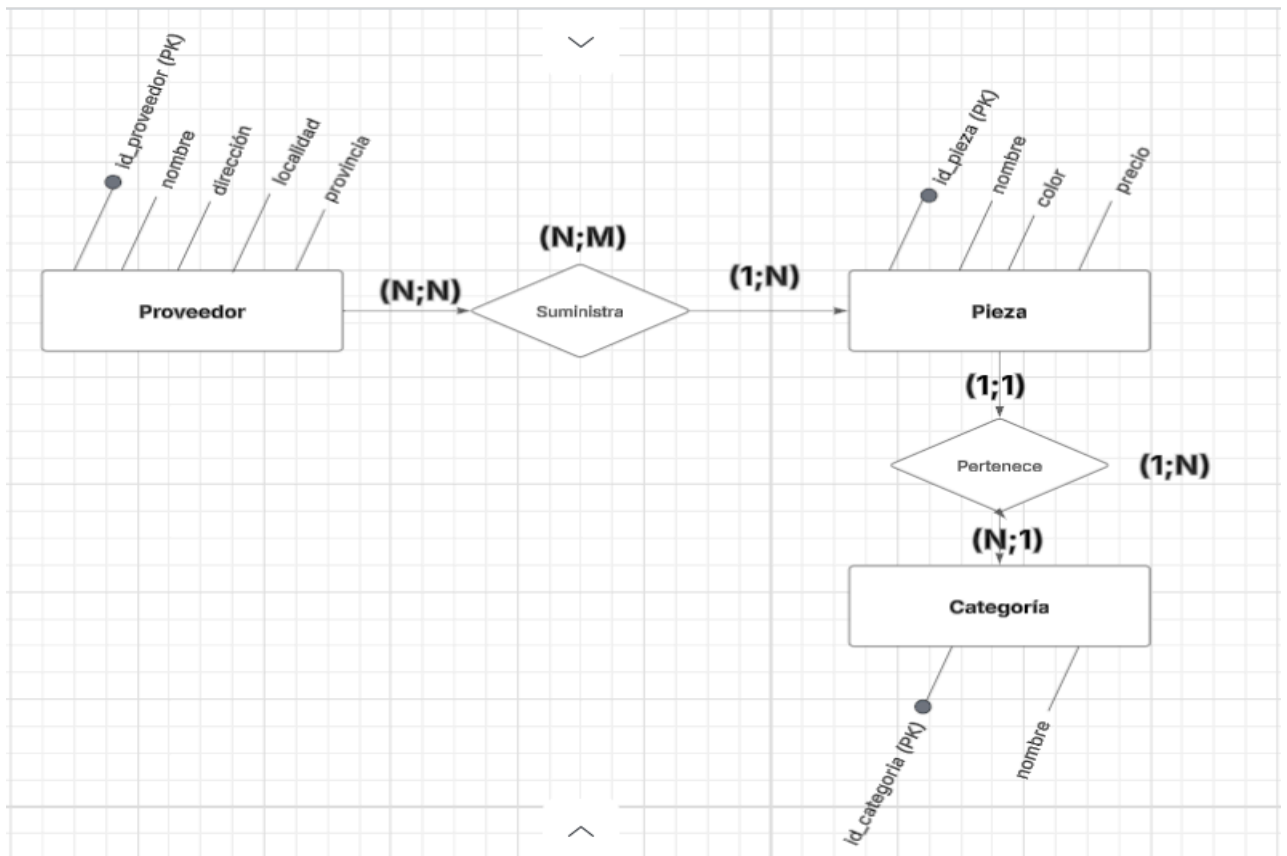 id_proveedor (PK)
nombre
dirección
localidad
provincia
Proveedor
(N;N)
(N;M)
Suministra
(1;N)
id_pieza (PK)
nombre
color
precio
Pieza
(1;1)
Pertenece
(1;N)
(N;1)
Categoría
id_categoria (PK)
nombre